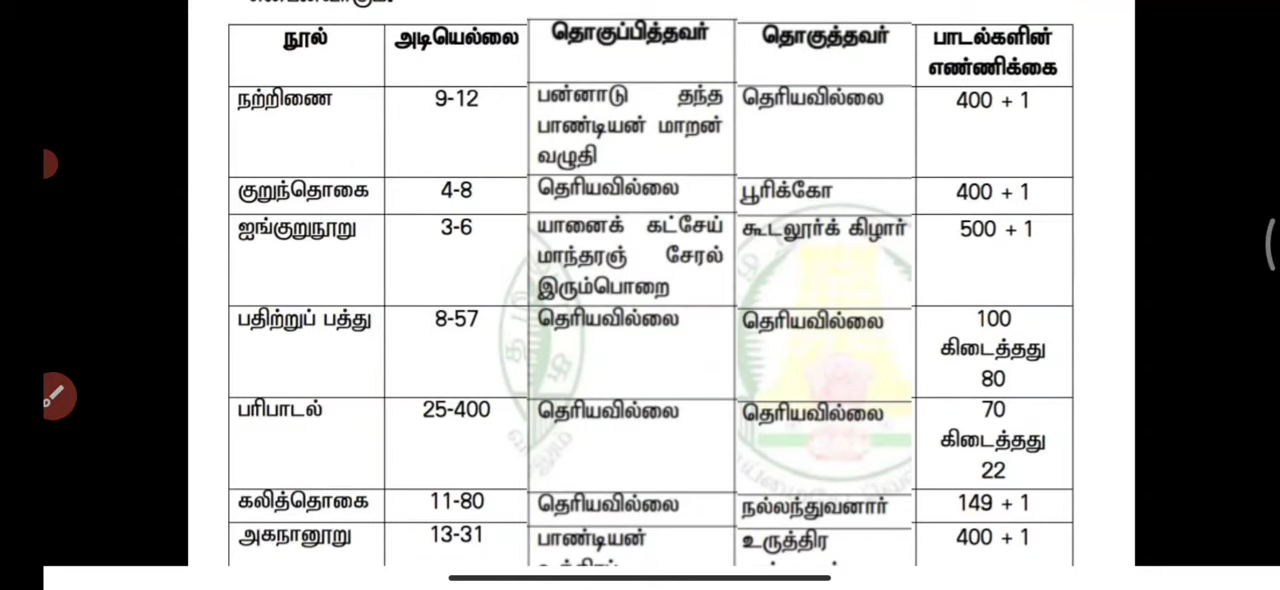 நூல் அடியெல்லை தொகுப்பித்தவர் தொகுத்தவர் பாடல்களின்
எண்ணிக்கை
நற்றிணை 9-12 பன்னாடு தந்த தெரியவில்லை 400 + 1
பாண்டியன் மாறன்
வழுதி
குறுந்தொகை 4-8 தெரியவில்லை பூரிக்கோ 400 + 1
ஐங்குறுநூறு 3-6 யானைக் கட்சேய் கூடலூர்க் கிழார் 500 + 1
மாந்தரஞ் சேரல்
இரும்பொறை
பதிற்றுப் பத்து 8-57 தெரியவில்லை தெரியவில்லை 100
கிடைத்தது
80
பரிபாடல் 25-400 தெரியவில்லை தெரியவில்லை 70
கிடைத்தது
22
கலித்தொகை 11-80 தெரியவில்லை நல்லந்துவனார் 149 + 1
அகநானூறு 13-31 பாண்டியன் உருத்திர 400 + 1